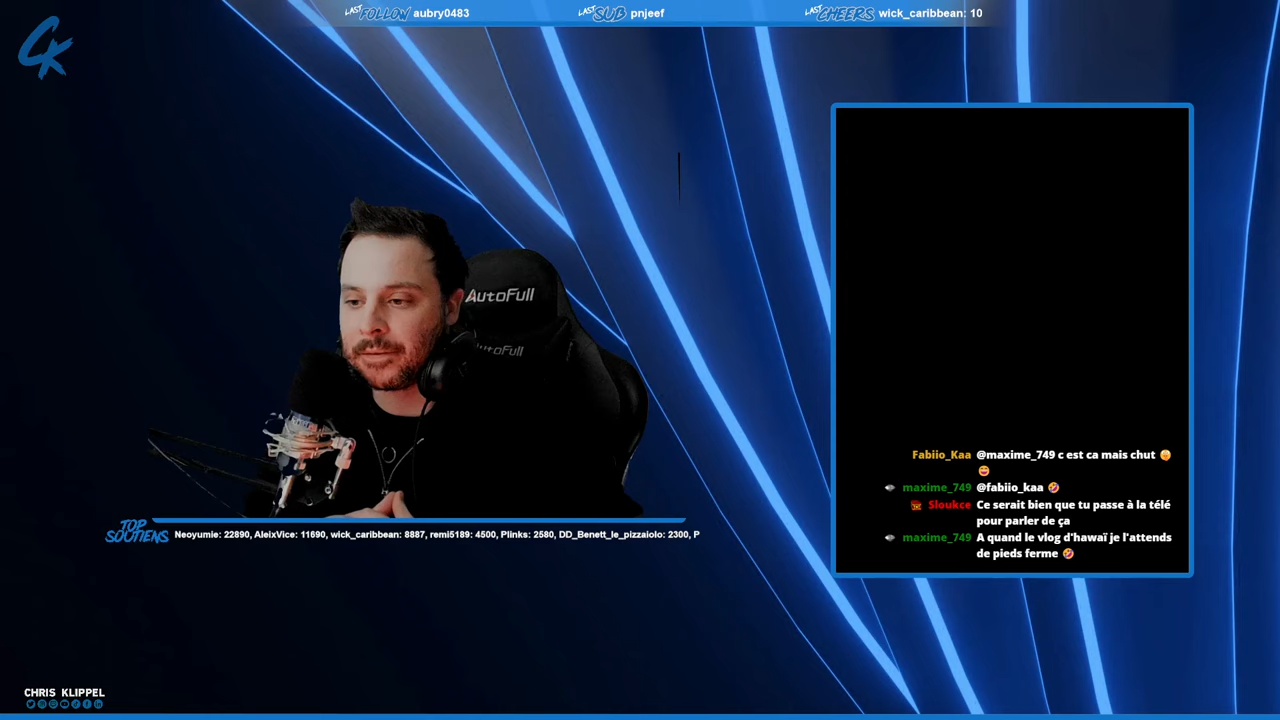 LAST FOLLOW aubry0483 LAST SUB pnjeef LAST CHEERS wick_caribbean: 10
CK
AutoFull
AutoFull
Fabiio_Kaa @maxime_749 c est ca mais chut
maxime_749 @fabiio_kaa 🤣
Sloukce Ce serait bien que tu passe à la télé
pour parler de ça
maxime_749 A quand le vlog d'hawaï je l'attends
de pieds ferme 🤣
TOP SOUTIENS Neoyumie: 22890, AleixVice: 11690, wick_caribbean: 8887, remi5189: 4500, Plinks: 2580, DD_Benett_le_pizzaiolo: 2300, P
CHRIS KLIPPEL